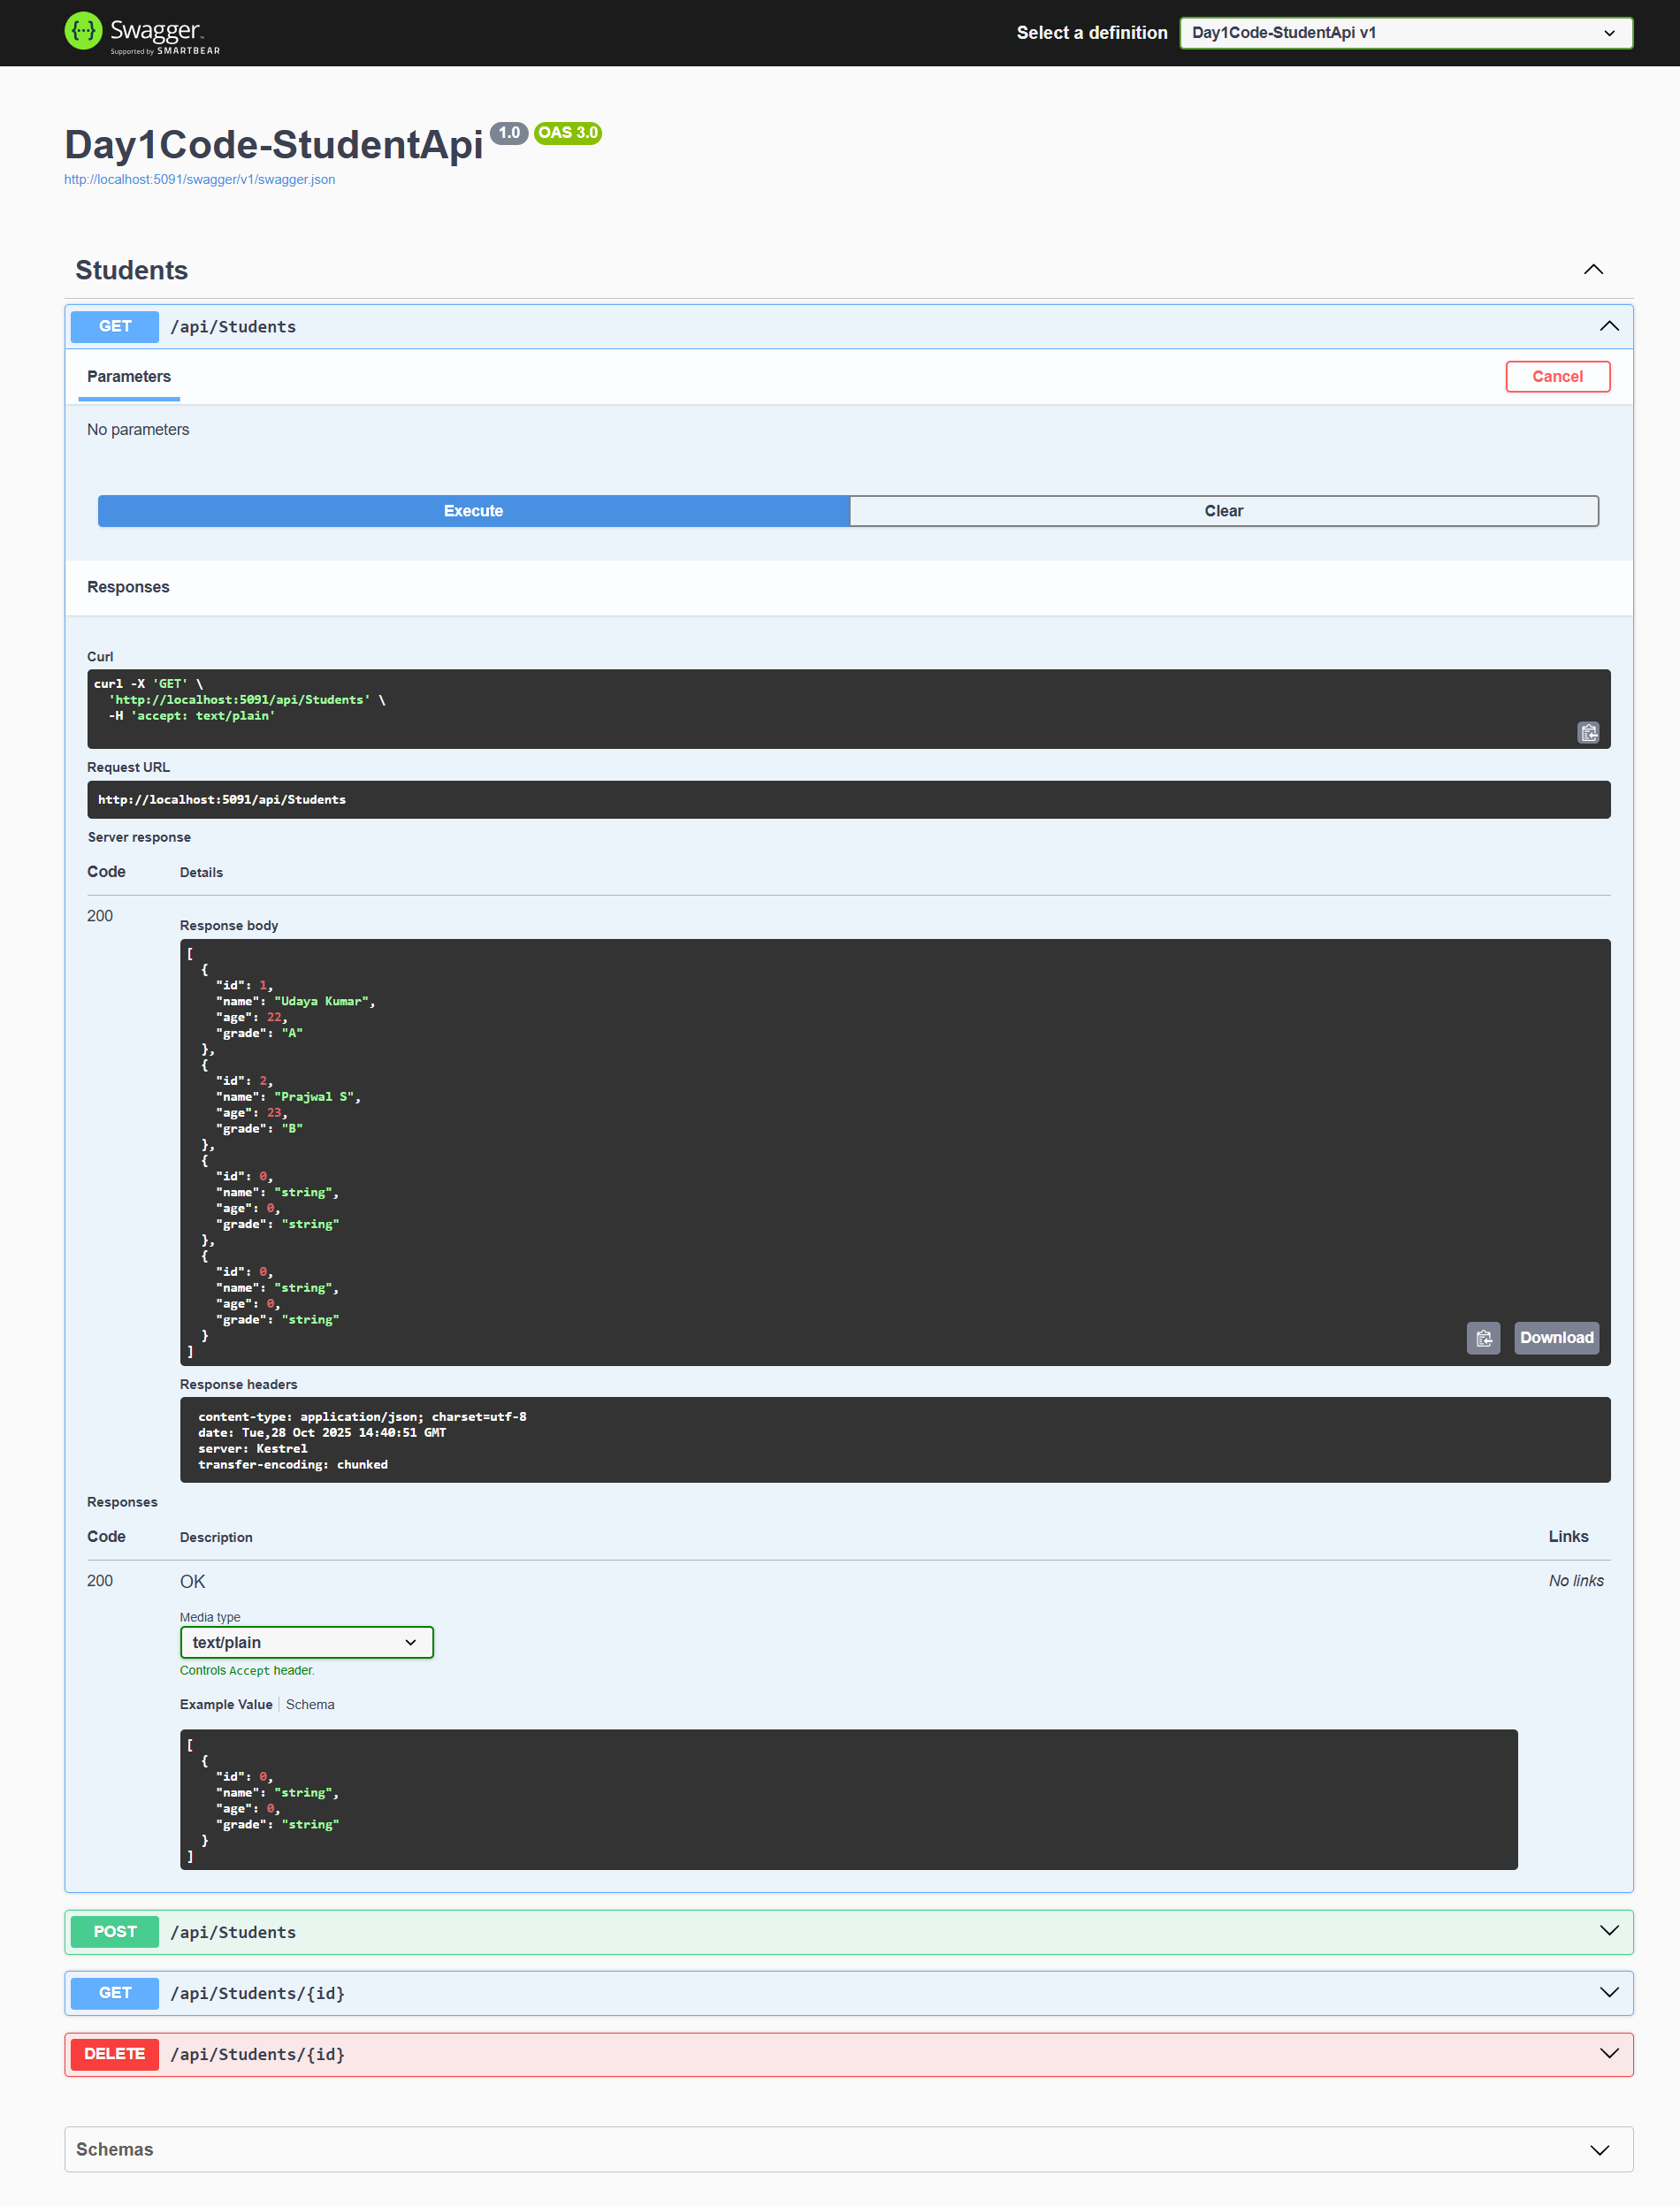 Swagger
Supported by SMARTBEAR
Select a definition
Day1Code-StudentApi v1
Day1Code-StudentApi 1.0 OAS 3.0
http://localhost:5091/swagger/v1/swagger.json
Students
GET /api/Students
Parameters
Cancel
No parameters
Execute
Clear
Responses
Curl
curl -X 'GET' \
  'http://localhost:5091/api/Students' \
  -H 'accept: text/plain'
Request URL
http://localhost:5091/api/Students
Server response
Code Details
200
Response body
[
  {
    "id": 1,
    "name": "Udaya Kumar",
    "age": 22,
    "grade": "A"
  },
  {
    "id": 2,
    "name": "Prajwal S",
    "age": 23,
    "grade": "B"
  },
  {
    "id": 0,
    "name": "string",
    "age": 0,
    "grade": "string"
  },
  {
    "id": 0,
    "name": "string",
    "age": 0,
    "grade": "string"
  }
]
Download
Response headers
content-type: application/json; charset=utf-8
date: Tue,28 Oct 2025 14:40:51 GMT
server: Kestrel
transfer-encoding: chunked
Responses
Code Description Links
200 OK No links
Media type
text/plain
Controls Accept header.
Example Value Schema
[
  {
    "id": 0,
    "name": "string",
    "age": 0,
    "grade": "string"
  }
]
POST /api/Students
GET /api/Students/{id}
DELETE /api/Students/{id}
Schemas